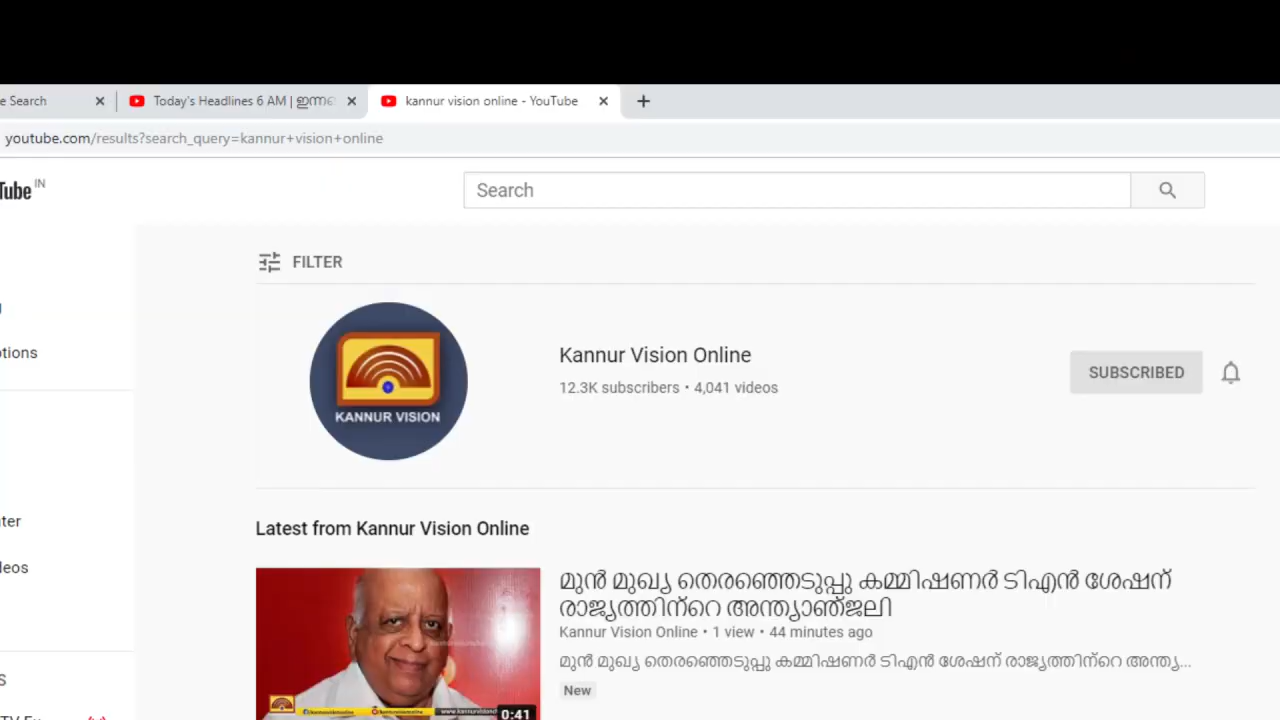 e Search
Today's Headlines 6 AM | ഇന്നത്
kannur vision online - YouTube
youtube.com/results?search_query=kannur+vision+online
Tube IN
Search
FILTER
KANNUR VISION
Kannur Vision Online
12.3K subscribers • 4,041 videos
SUBSCRIBED
tions
ter
eos
S
Latest from Kannur Vision Online
മുൻ മുഖ്യ തെരഞ്ഞെടുപ്പു കമ്മിഷണർ ടിഎൻ ശേഷന്
രാജ്യത്തിന്റെ അന്ത്യാഞ്ജലി
Kannur Vision Online • 1 view • 44 minutes ago
മുൻ മുഖ്യ തെരഞ്ഞെടുപ്പു കമ്മിഷണർ ടിഎൻ ശേഷന് രാജ്യത്തിന്റെ അന്ത്യ...
New
0:41